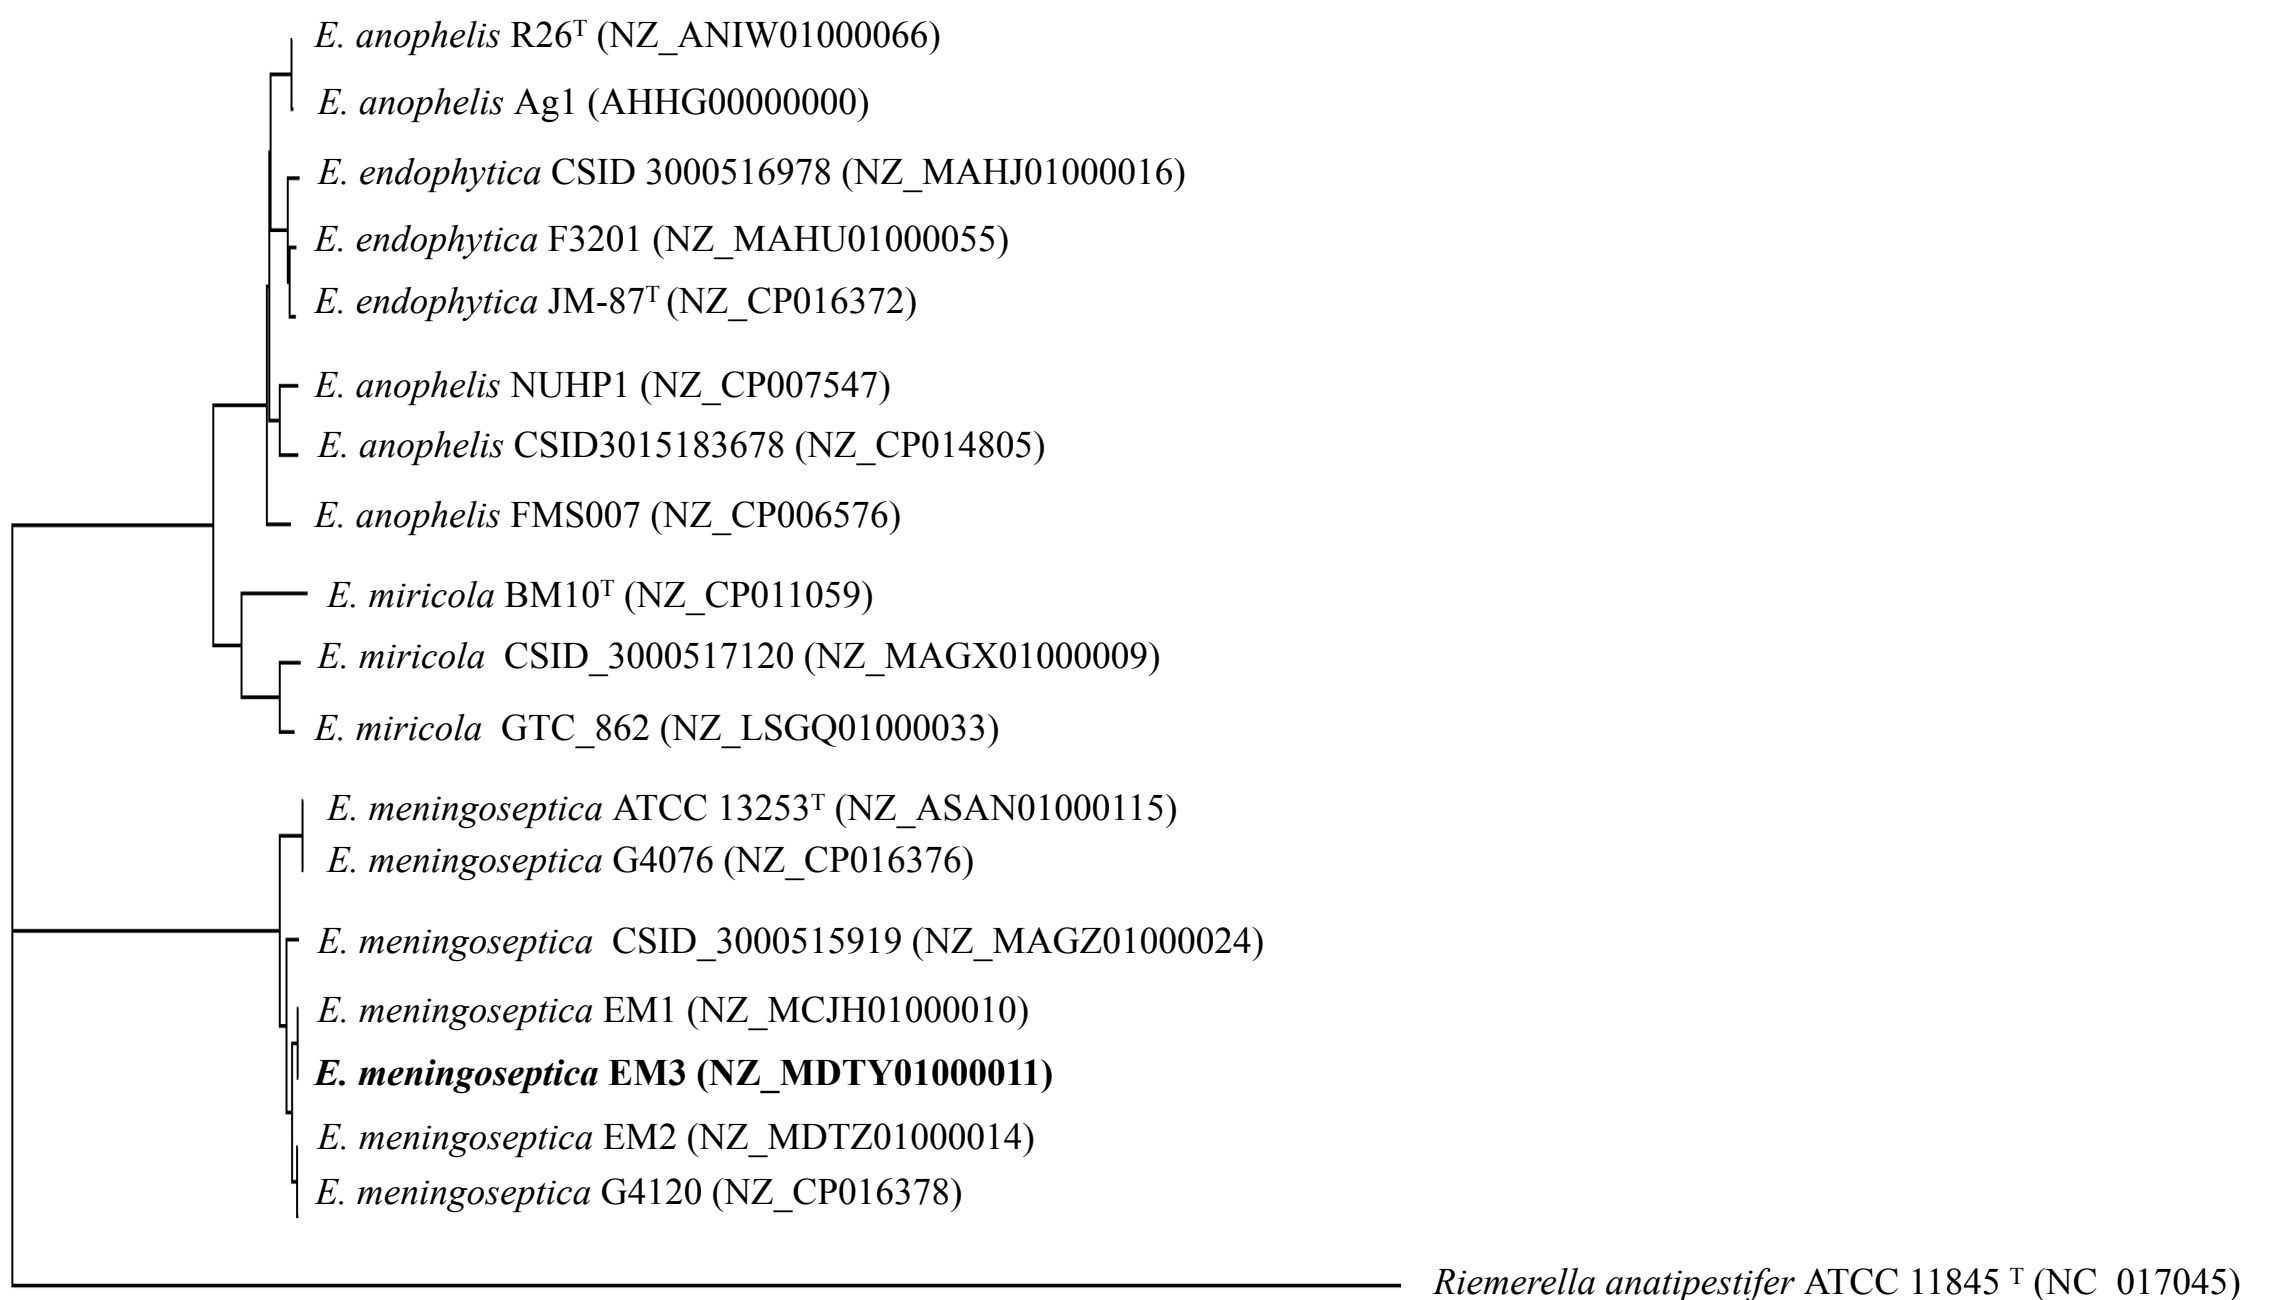 E. anophelis R26ᵀ (NZ_ANIW01000066)
E. anophelis Ag1 (AHHG00000000)
E. endophytica CSID 3000516978 (NZ_MAHJ01000016)
E. endophytica F3201 (NZ_MAHU01000055)
E. endophytica JM-87ᵀ (NZ_CP016372)
E. anophelis NUHP1 (NZ_CP007547)
E. anophelis CSID3015183678 (NZ_CP014805)
E. anophelis FMS007 (NZ_CP006576)
E. miricola BM10ᵀ (NZ_CP011059)
E. miricola CSID_3000517120 (NZ_MAGX01000009)
E. miricola GTC_862 (NZ_LSGQ01000033)
E. meningoseptica ATCC 13253ᵀ (NZ_ASAN01000115)
E. meningoseptica G4076 (NZ_CP016376)
E. meningoseptica CSID_3000515919 (NZ_MAGZ01000024)
E. meningoseptica EM1 (NZ_MCJH01000010)
E. meningoseptica EM3 (NZ_MDTY01000011)
E. meningoseptica EM2 (NZ_MDTZ01000014)
E. meningoseptica G4120 (NZ_CP016378)
Riemerella anatipestifer ATCC 11845 ᵀ (NC_017045)